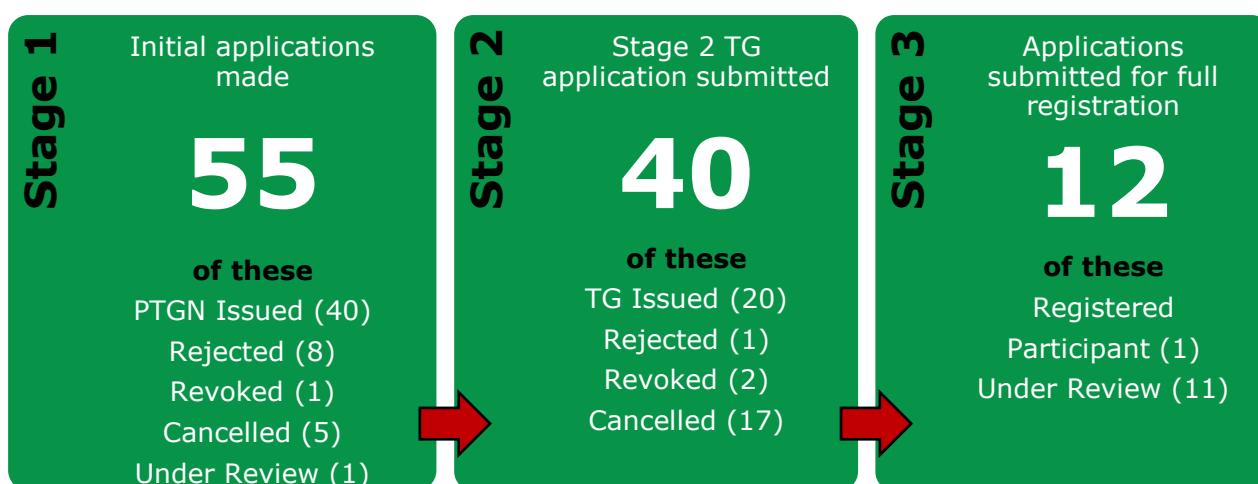 Stage 1
Initial applications
made
55
of these
PTGN Issued (40)
Rejected (8)
Revoked (1)
Cancelled (5)
Under Review (1)
Stage 2
Stage 2 TG
application submitted
40
of these
TG Issued (20)
Rejected (1)
Revoked (2)
Cancelled (17)
Stage 3
Applications
submitted for full
registration
12
of these
Registered
Participant (1)
Under Review (11)